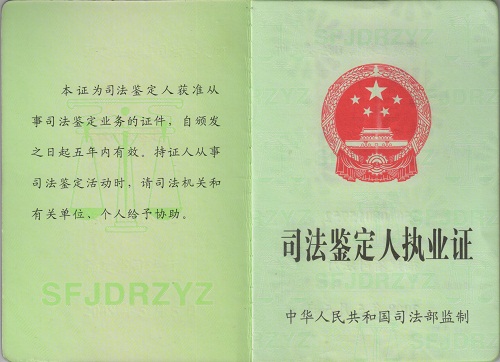 本证为司法鉴定人获准从
事司法鉴定业务的证件，自颁发
之日起五年内有效。持证人从事
司法鉴定活动时，请司法机关和
有关单位、个人给予协助。
SFJDRZYZ
SFJDRZYZ
司法鉴定人执业证
中华人民共和国司法部监制